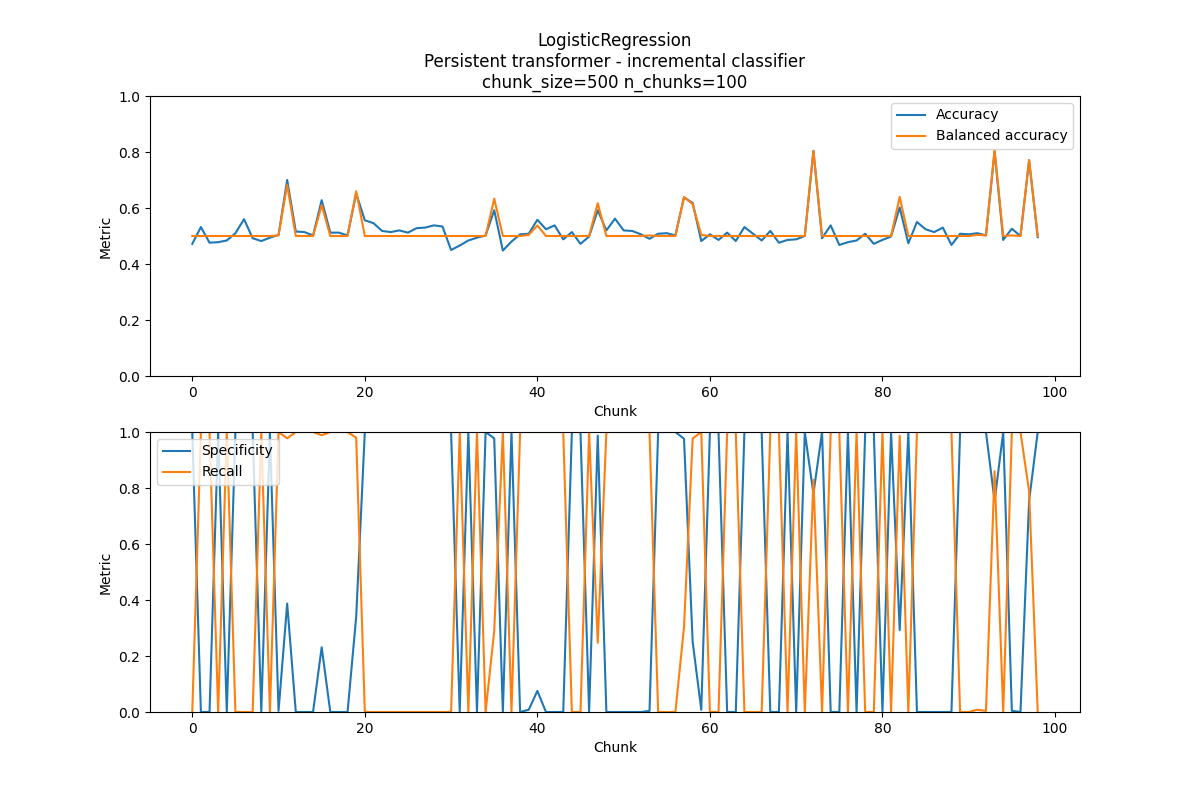 LogisticRegression
Persistent transformer - incremental classifier
chunk_size=500 n_chunks=100
1.0
0.8
0.6
0.4
0.2
0.0
Metric
Accuracy
Balanced accuracy
0 20 40 60 80 100
Chunk
1.0
0.8
0.6
0.4
0.2
0.0
Metric
Specificity
Recall
0 20 40 60 80 100
Chunk